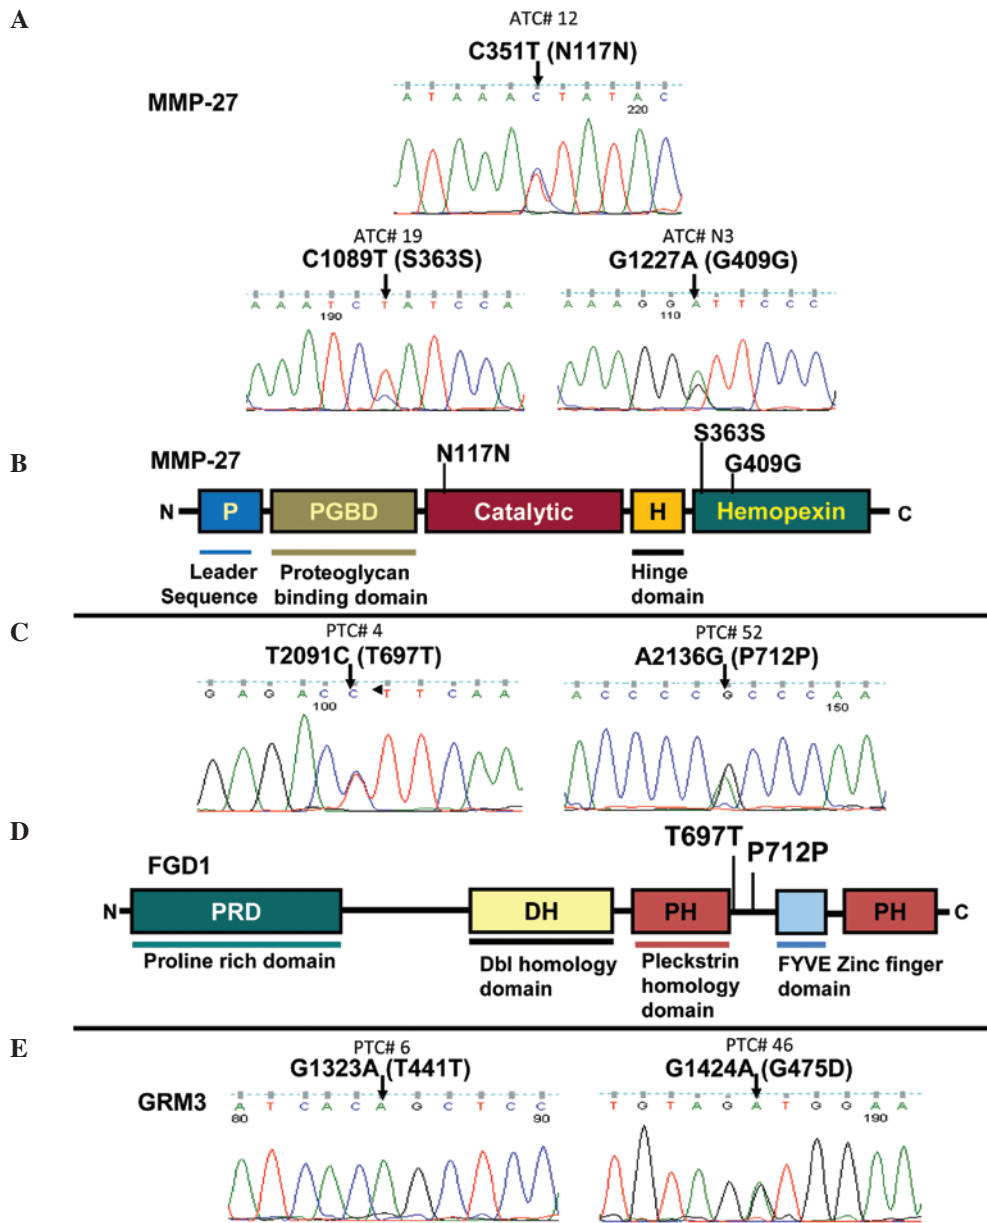 A
ATC# 12
C351T (N117N)
MMP-27
A T A A A C T A T A C
220
ATC# 19
C1089T (S363S)
A A A T C T A T C C A
190
ATC# N3
G1227A (G409G)
A A A G G A T T C C C
110
B
MMP-27
N117N
S363S
G409G
N P PGBD Catalytic H Hemopexin C
Leader
Sequence
Proteoglycan
binding domain
Hinge
domain
C
PTC# 4
T2091C (T697T)
G A G A C C T T C A A
100
PTC# 52
A2136G (P712P)
A C C C C G C C C A A
150
D
FGD1
T697T
P712P
N PRD DH PH PH C
Proline rich domain
Dbl homology
domain
Pleckstrin
homology
domain
FYVE Zinc finger
domain
E
GRM3
PTC# 6
G1323A (T441T)
A T C A C A G C T C C
80 90
PTC# 46
G1424A (G475D)
T G T A G A T G G A A
190